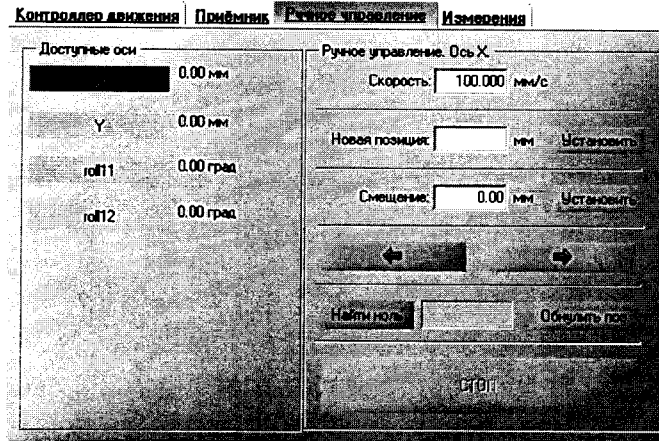 Контроллер движения Приёмник Ручное управление Измерения
Доступные оси
0.00 мм
Y 0.00 мм
roll11 0.00 град
roll12 0.00 град
Ручное управление. Ось X.
Скорость: 100.000 мм/с
Новая позиция: мм Установить
Смещение: 0.00 мм Установить
Найти ноль Обнулить
СТОП